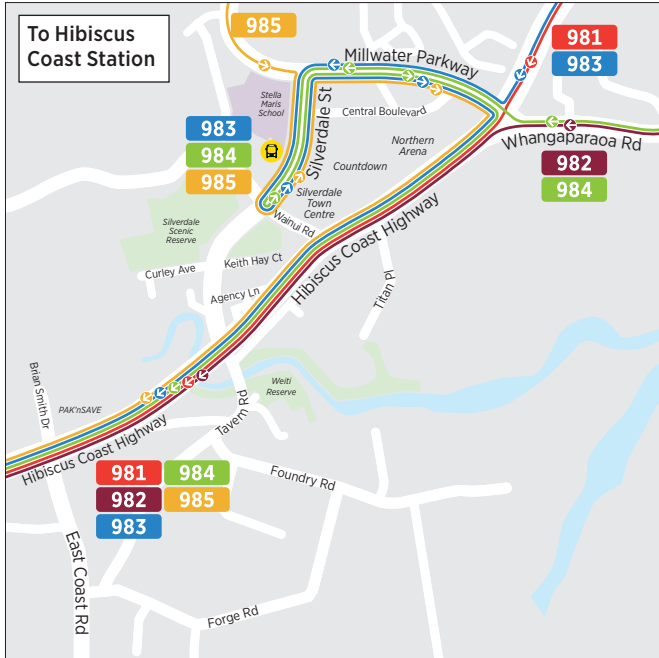 To Hibiscus
Coast Station
985
981
983
Millwater Parkway
Stella
Maris
School
Silverdale St
Central Boulevard
983
984
985
Northern
Arena
Whangaparaoa Rd
Countdown
982
984
Silverdale
Town
Centre
Wainui Rd
Silverdale
Scenic
Reserve
Hibiscus Coast Highway
Keith Hay Ct
Curley Ave
Agency Ln
Titan Pl
Brian Smith Dr
Weiti
Reserve
PAK'nSAVE
Tavern Rd
Hibiscus Coast Highway
981
984
982
985
983
Foundry Rd
East Coast Rd
Forge Rd